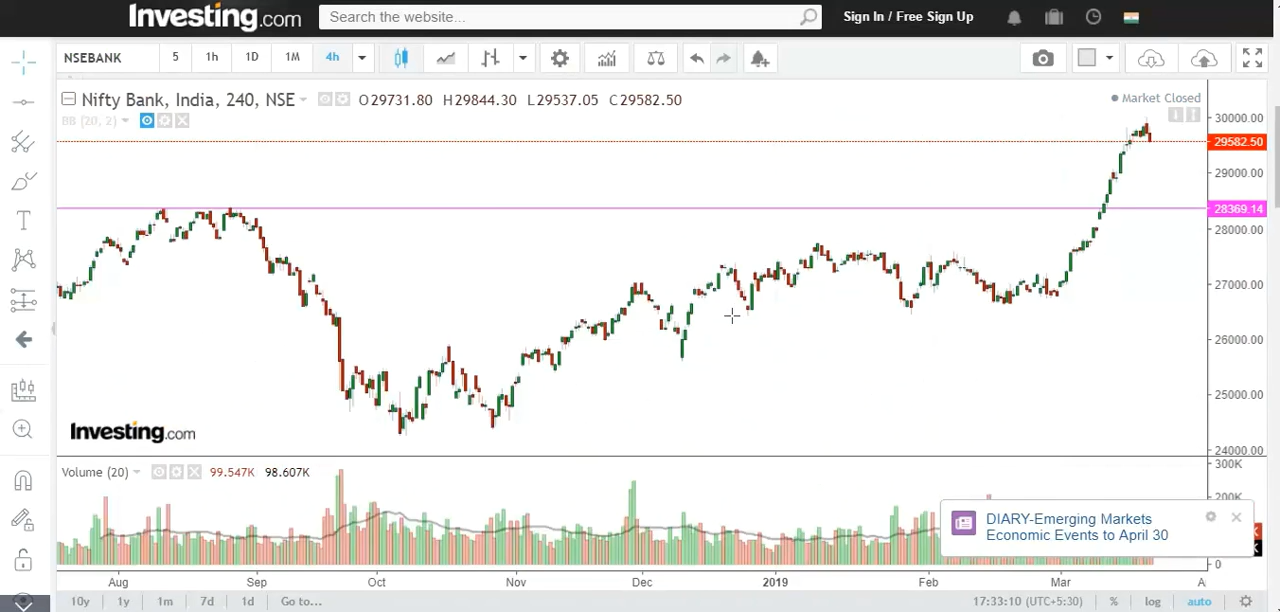 Investing.com Search the website... Sign In / Free Sign Up
NSEBANK 5 1h 1D 1M 4h
Nifty Bank, India, 240, NSE O29731.80 H29844.30 L29537.05 C29582.50 Market Closed
BB (20, 2)
30000.00
29582.50
29000.00
28369.14
28000.00
27000.00
26000.00
25000.00
24000.00
Investing.com
Volume (20) 99.547K 98.607K
300K
200K
DIARY-Emerging Markets
Economic Events to April 30
0
Aug Sep Oct Nov Dec 2019 Feb Mar
10y 1y 1m 7d 1d Go to... 17:33:10 (UTC+5:30) % log auto